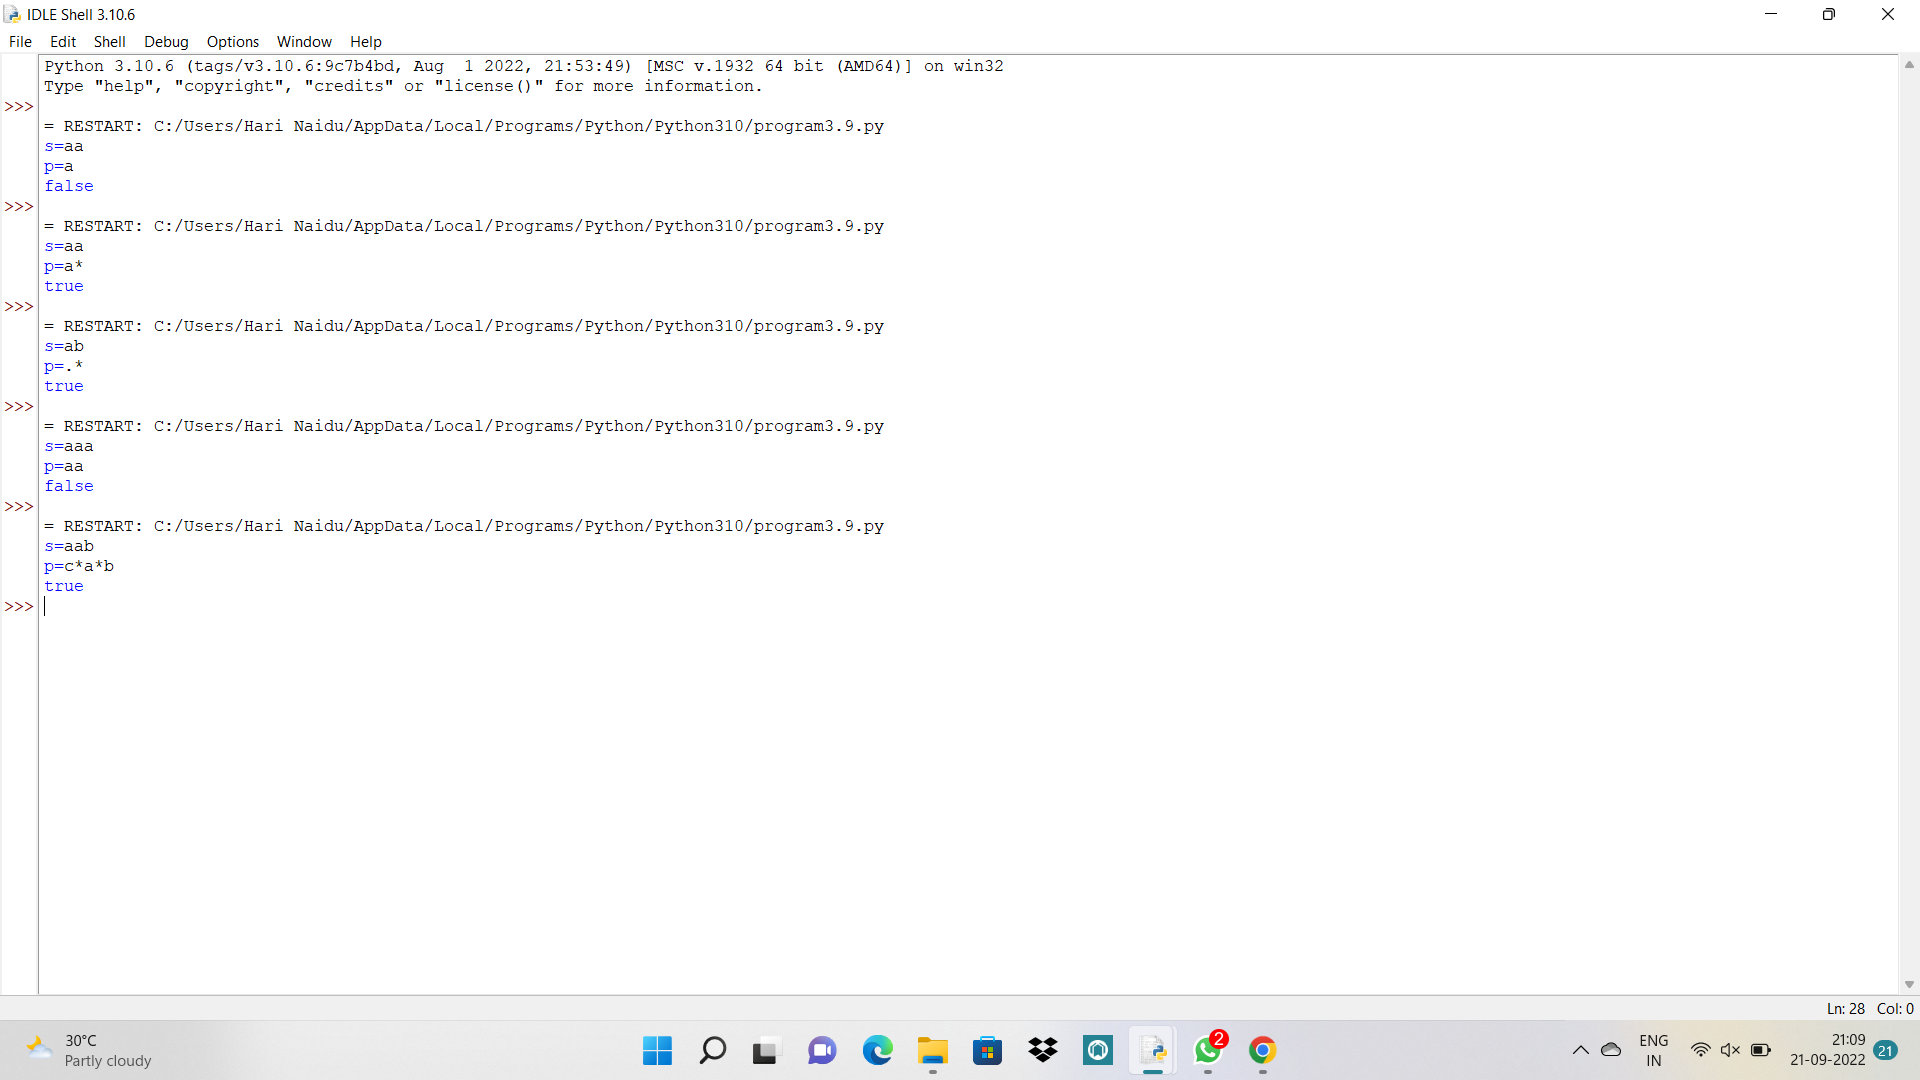 IDLE Shell 3.10.6
File Edit Shell Debug Options Window Help
Python 3.10.6 (tags/v3.10.6:9c7b4bd, Aug  1 2022, 21:53:49) [MSC v.1932 64 bit (AMD64)] on win32
Type "help", "copyright", "credits" or "license()" for more information.
>>>
= RESTART: C:/Users/Hari Naidu/AppData/Local/Programs/Python/Python310/program3.9.py
s=aa
p=a
false
>>>
= RESTART: C:/Users/Hari Naidu/AppData/Local/Programs/Python/Python310/program3.9.py
s=aa
p=a*
true
>>>
= RESTART: C:/Users/Hari Naidu/AppData/Local/Programs/Python/Python310/program3.9.py
s=ab
p=.*
true
>>>
= RESTART: C:/Users/Hari Naidu/AppData/Local/Programs/Python/Python310/program3.9.py
s=aaa
p=aa
false
>>>
= RESTART: C:/Users/Hari Naidu/AppData/Local/Programs/Python/Python310/program3.9.py
s=aab
p=c*a*b
true
>>>
Ln: 28 Col: 0
30°C
Partly cloudy
2
ENG
IN
21:09
21-09-2022
21